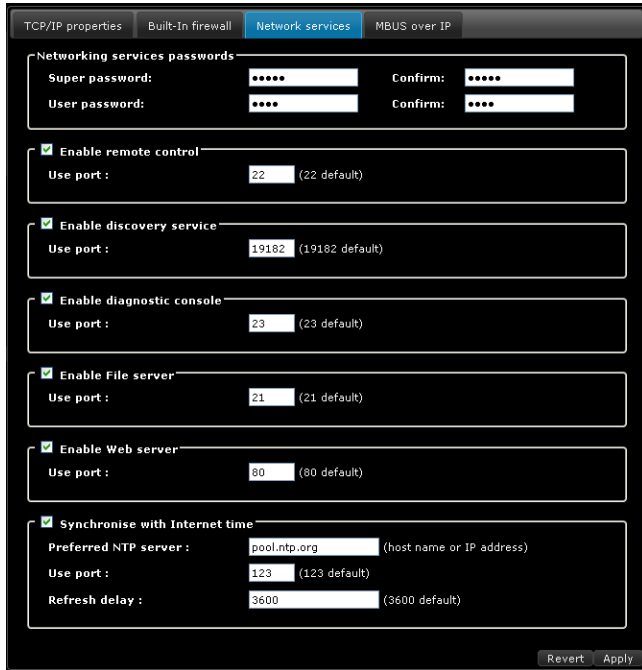 TCP/IP properties Built-In firewall Network services MBUS over IP
Networking services passwords
Super password: ••••• Confirm: •••••
User password: •••• Confirm: ••••
Enable remote control
Use port : 22 (22 default)
Enable discovery service
Use port : 19182 (19182 default)
Enable diagnostic console
Use port : 23 (23 default)
Enable File server
Use port : 21 (21 default)
Enable Web server
Use port : 80 (80 default)
Synchronise with Internet time
Preferred NTP server : pool.ntp.org (host name or IP address)
Use port : 123 (123 default)
Refresh delay : 3600 (3600 default)
Revert Apply